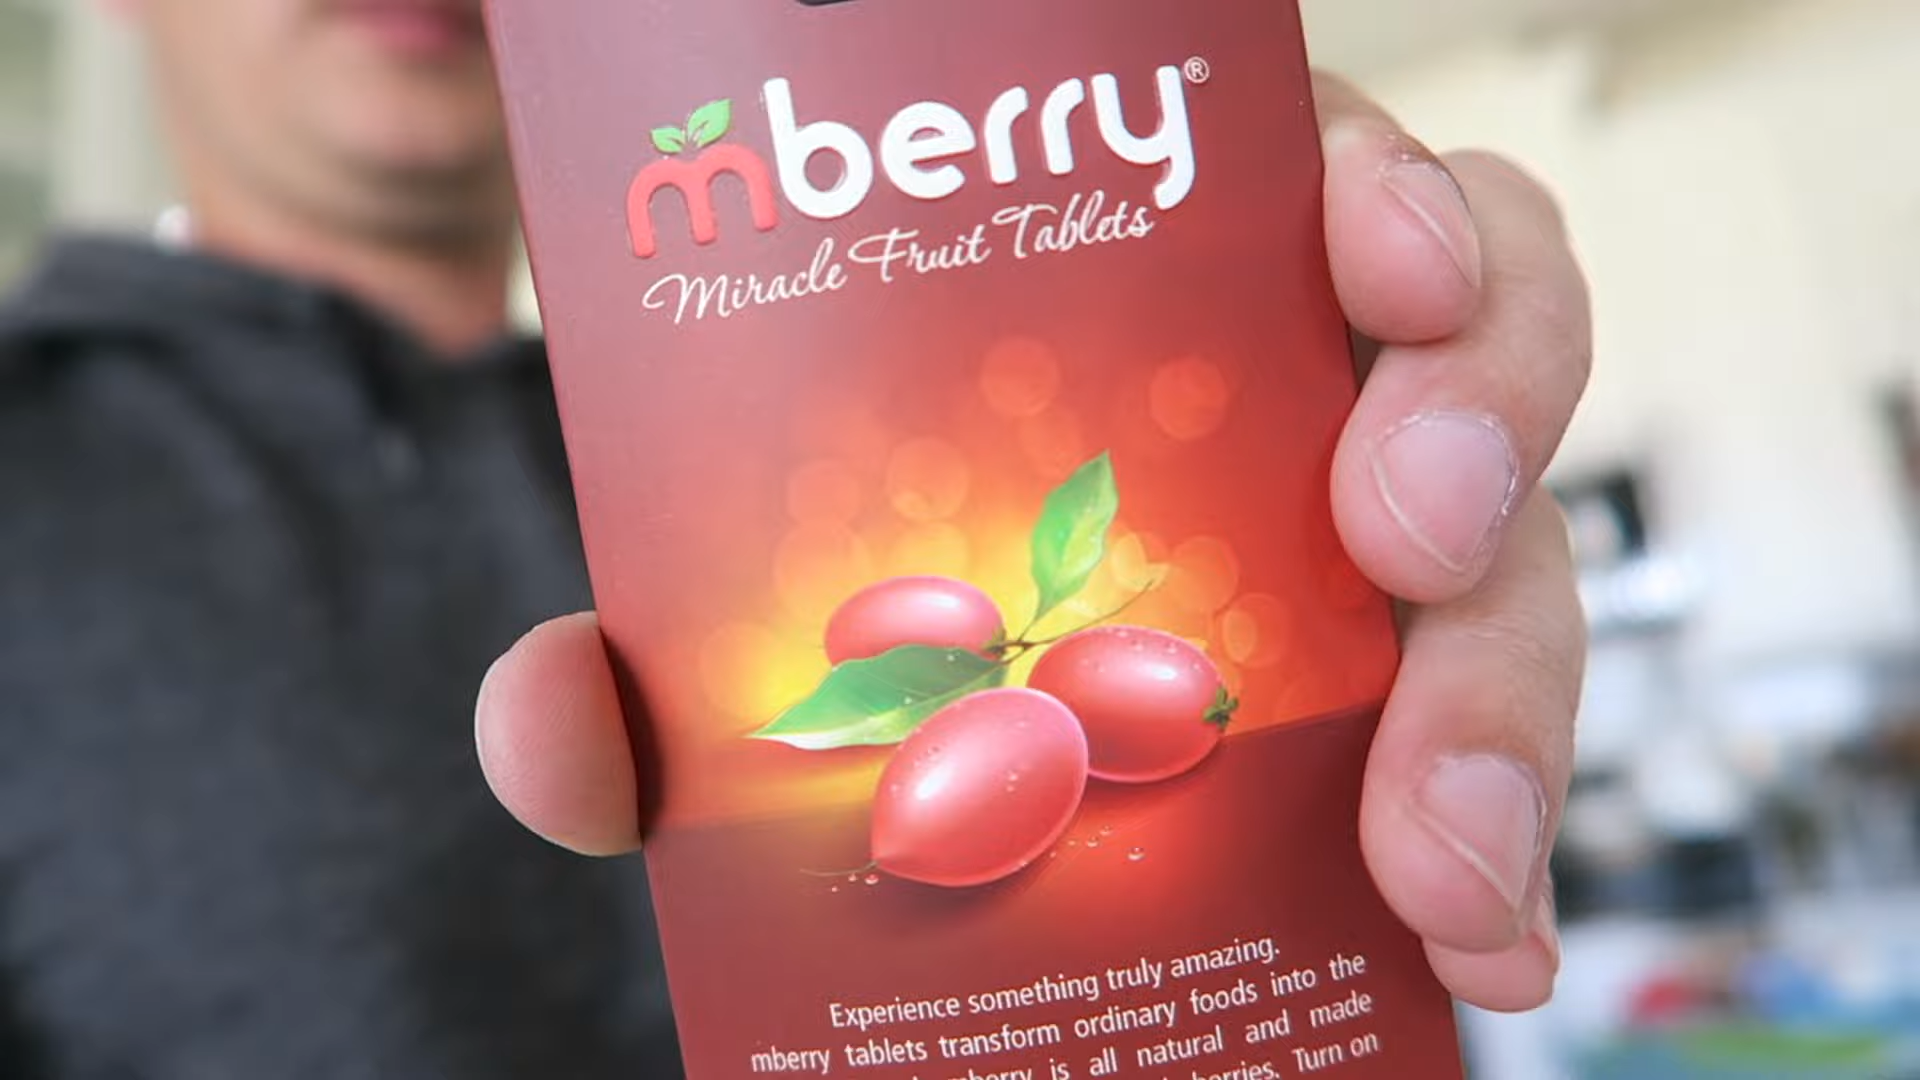 mberry®
Miracle Fruit Tablets
Experience something truly amazing.
mberry tablets transform ordinary foods into the
mberry is all natural and made
berries. Turn on